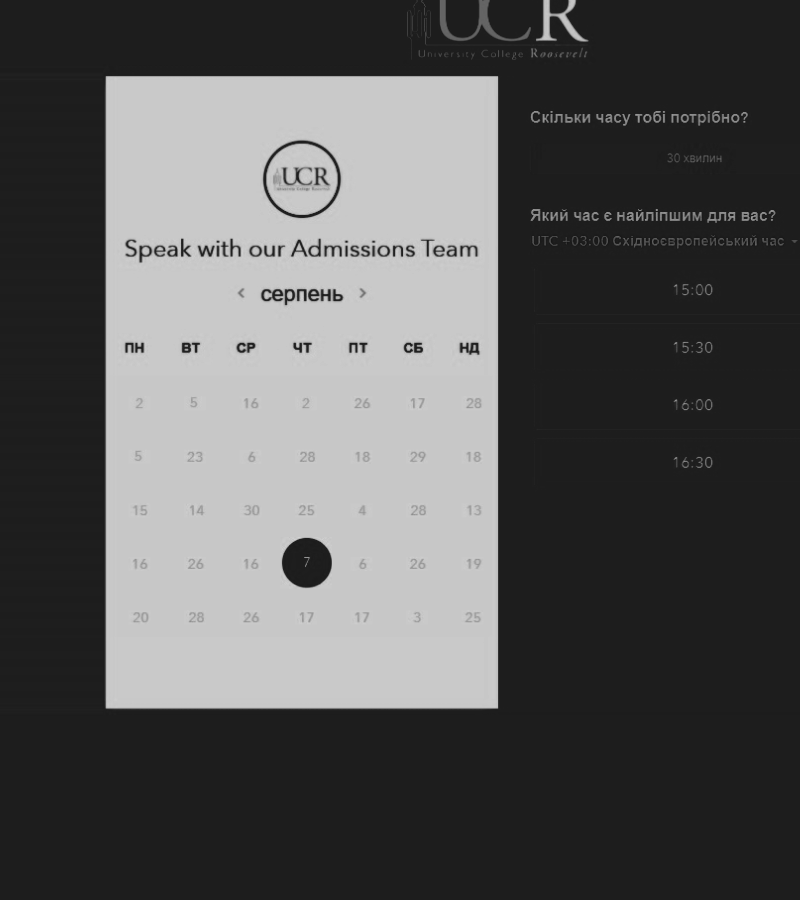 UCR
University College Roosevelt
UCR
Speak with our Admissions Team
< серпень >
ПН ВТ СР ЧТ ПТ СБ НД
2 5 16 2 26 17 28
5 23 6 28 18 29 18
15 14 30 25 4 28 13
16 26 16 7 6 26 19
20 28 26 17 17 3 25
Скільки часу тобі потрібно?
30 хвилин
Який час є найліпшим для вас?
UTC +03:00 Східноєвропейський час
15:00
15:30
16:00
16:30